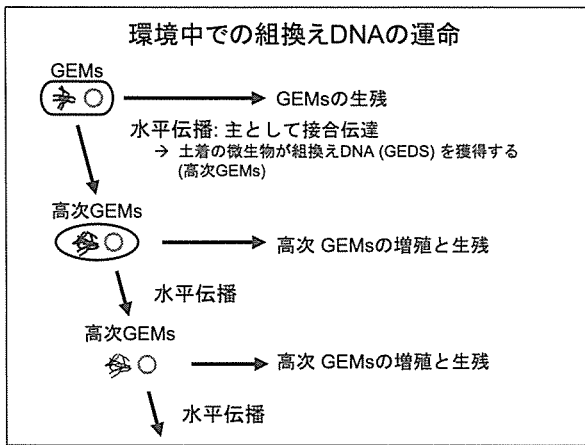 環境中での組換えDNAの運命
GEMs
GEMsの生残
水平伝播: 主として接合伝達
→ 土着の微生物が組換えDNA (GEDS) を獲得する
(高次GEMs)
高次GEMs
高次 GEMsの増殖と生残
水平伝播
高次GEMs
高次 GEMsの増殖と生残
水平伝播